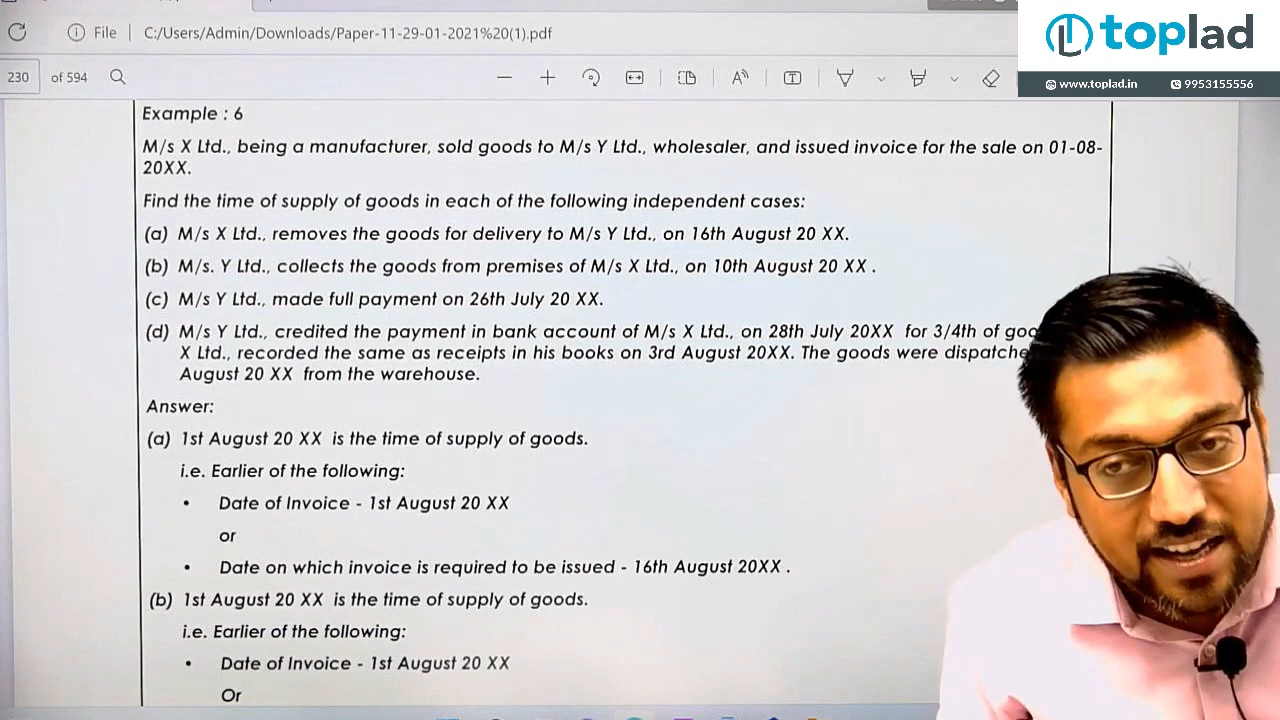 File C:/Users/Admin/Downloads/Paper-11-29-01-2021%20(1).pdf
toplad
www.toplad.in 9953155556
230 of 594
Example : 6
M/s X Ltd., being a manufacturer, sold goods to M/s Y Ltd., wholesaler, and issued invoice for the sale on 01-08-
20XX.
Find the time of supply of goods in each of the following independent cases:
(a) M/s X Ltd., removes the goods for delivery to M/s Y Ltd., on 16th August 20 XX.
(b) M/s. Y Ltd., collects the goods from premises of M/s X Ltd., on 10th August 20 XX .
(c) M/s Y Ltd., made full payment on 26th July 20 XX.
(d) M/s Y Ltd., credited the payment in bank account of M/s X Ltd., on 28th July 20XX for 3/4th of
X Ltd., recorded the same as receipts in his books on 3rd August 20XX. The goods were
August 20 XX from the warehouse.
Answer:
(a) 1st August 20 XX is the time of supply of goods.
i.e. Earlier of the following:
• Date of Invoice - 1st August 20 XX
or
• Date on which invoice is required to be issued - 16th August 20XX .
(b) 1st August 20 XX is the time of supply of goods.
i.e. Earlier of the following:
• Date of Invoice - 1st August 20 XX
Or